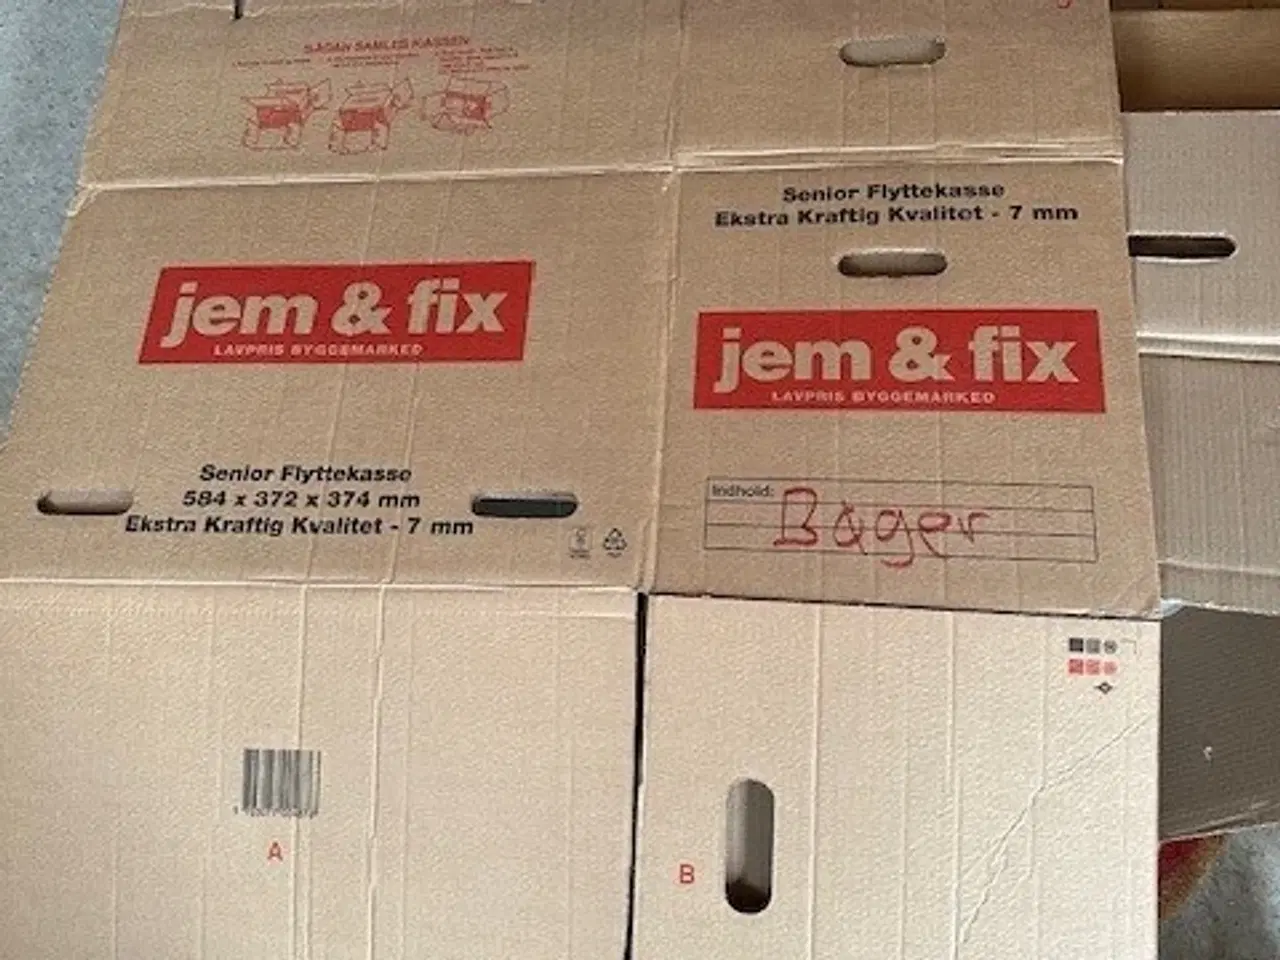 SÅDAN SAMLES KASSEN
Senior Flyttekasse
Ekstra Kraftig Kvalitet - 7 mm
jem & fix
LAVPRIS BYGGEMARKED
jem & fix
LAVPRIS BYGGEMARKED
Senior Flyttekasse
584 x 372 x 374 mm
Ekstra Kraftig Kvalitet - 7 mm
Indhold: Bøger
A
B